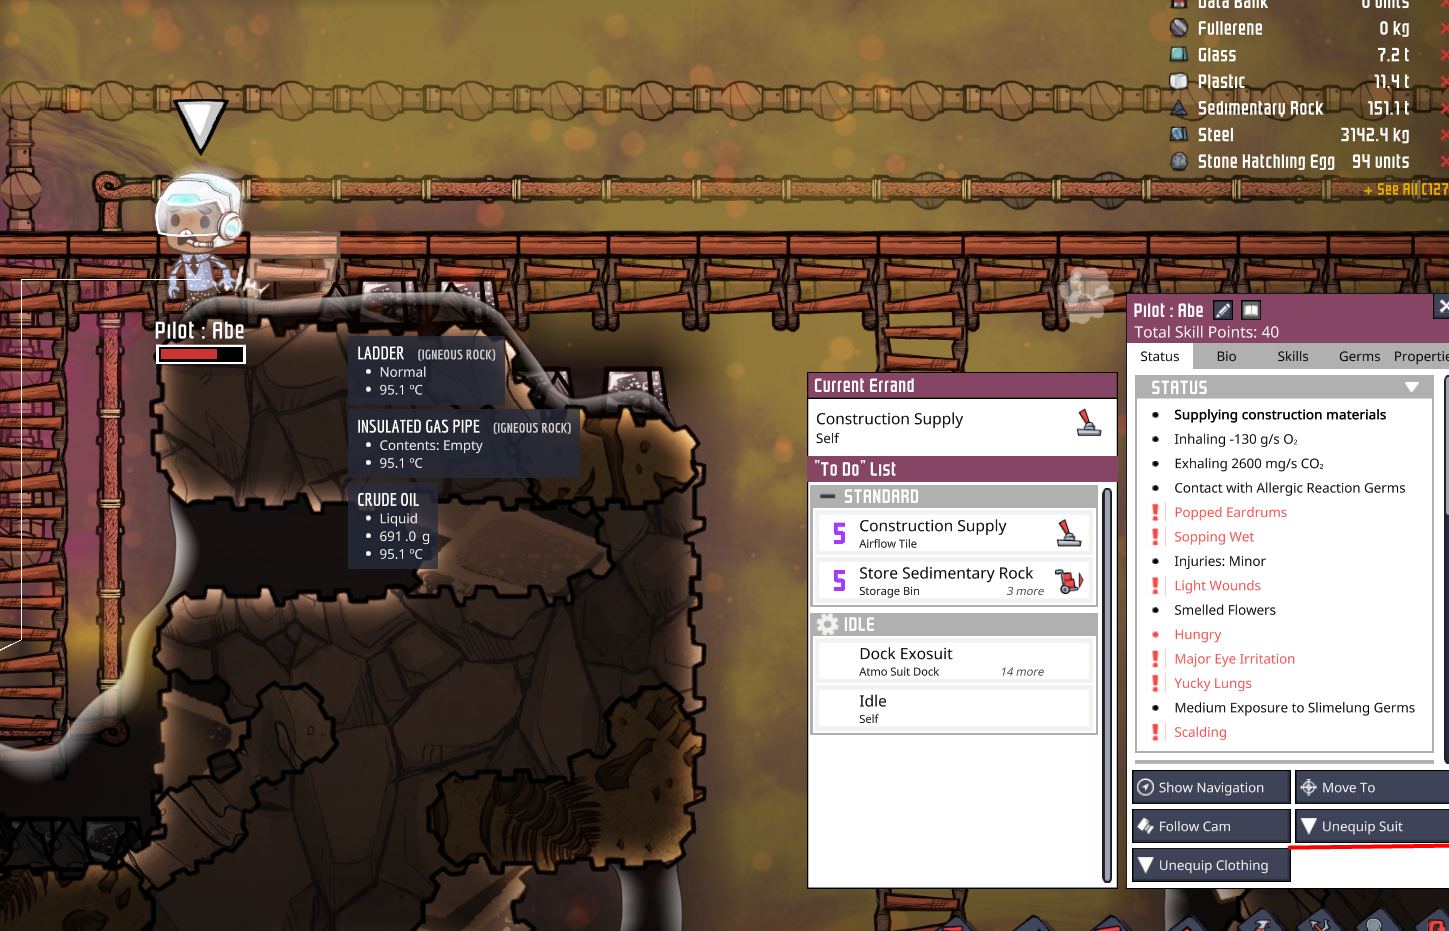 Data Bank 0 units
Fullerene 0 kg
Glass 7.2 t
Plastic 11.4 t
Sedimentary Rock 151.1 t
Steel 3142.4 kg
Stone Hatchling Egg 94 units
+ See All (127
Pilot : Abe
LADDER (IGNEOUS ROCK)
• Normal
• 95.1 ºC
INSULATED GAS PIPE (IGNEOUS ROCK)
• Contents: Empty
• 95.1 ºC
CRUDE OIL
• Liquid
• 691.0 g
• 95.1 ºC
Current Errand
Construction Supply
Self
"To Do" List
STANDARD
5 Construction Supply
Airflow Tile
5 Store Sedimentary Rock
Storage Bin 3 more
IDLE
Dock Exosuit
Atmo Suit Dock 14 more
Idle
Self
Pilot : Abe
Total Skill Points: 40
Status Bio Skills Germs Propertie
STATUS
• Supplying construction materials
• Inhaling -130 g/s O₂
• Exhaling 2600 mg/s CO₂
• Contact with Allergic Reaction Germs
! Popped Eardrums
! Sopping Wet
• Injuries: Minor
! Light Wounds
• Smelled Flowers
• Hungry
! Major Eye Irritation
! Yucky Lungs
• Medium Exposure to Slimelung Germs
! Scalding
Show Navigation Move To
Follow Cam Unequip Suit
Unequip Clothing